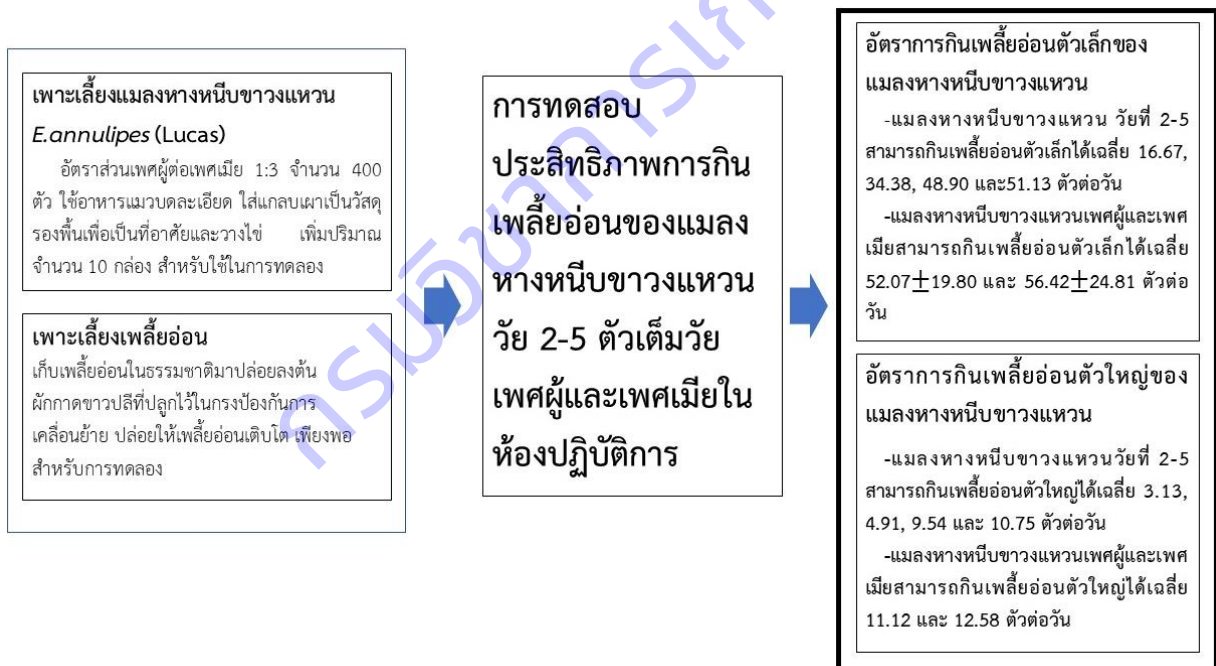 เพาะเลี้ยงแมลงหางหนีบขาวงแหวน
E.annulipes (Lucas)
อัตราส่วนเพศผู้ต่อเพศเมีย 1:3 จำนวน 400
ตัว ใช้อาหารแมวบดละเอียด ใส่แกลบเผาเป็นวัสดุ
รองพื้นเพื่อเป็นที่อาศัยและวางไข่ เพิ่มปริมาณ
จำนวน 10 กล่อง สำหรับใช้ในการทดลอง
เพาะเลี้ยงเพลี้ยอ่อน
เก็บเพลี้ยอ่อนในธรรมชาติมาปล่อยลงต้น
ผักกาดขาวปลีที่ปลูกไว้ในกรงป้องกันการ
เคลื่อนย้าย ปล่อยให้เพลี้ยอ่อนเติบโต เพียงพอ
สำหรับการทดลอง
การทดสอบ
ประสิทธิภาพการกิน
เพลี้ยอ่อนของแมลง
หางหนีบขาวงแหวน
วัย 2-5 ตัวเต็มวัย
เพศผู้และเพศเมียใน
ห้องปฏิบัติการ
อัตราการกินเพลี้ยอ่อนตัวเล็กของ
แมลงหางหนีบขาวงแหวน
-แมลงหางหนีบขาวงแหวน วัยที่ 2-5
สามารถกินเพลี้ยอ่อนตัวเล็กได้เฉลี่ย 16.67,
34.38, 48.90 และ51.13 ตัวต่อวัน
-แมลงหางหนีบขาวงแหวนเพศผู้และเพศ
เมียสามารถกินเพลี้ยอ่อนตัวเล็กได้เฉลี่ย
52.07±19.80 และ 56.42±24.81 ตัวต่อ
วัน
อัตราการกินเพลี้ยอ่อนตัวใหญ่ของ
แมลงหางหนีบขาวงแหวน
-แมลงหางหนีบขาวงแหวนวัยที่ 2-5
สามารถกินเพลี้ยอ่อนตัวใหญ่ได้เฉลี่ย 3.13,
4.91, 9.54 และ 10.75 ตัวต่อวัน
-แมลงหางหนีบขาวงแหวนเพศผู้และเพศ
เมียสามารถกินเพลี้ยอ่อนตัวใหญ่ได้เฉลี่ย
11.12 และ 12.58 ตัวต่อวัน
กรมวิชาการเก